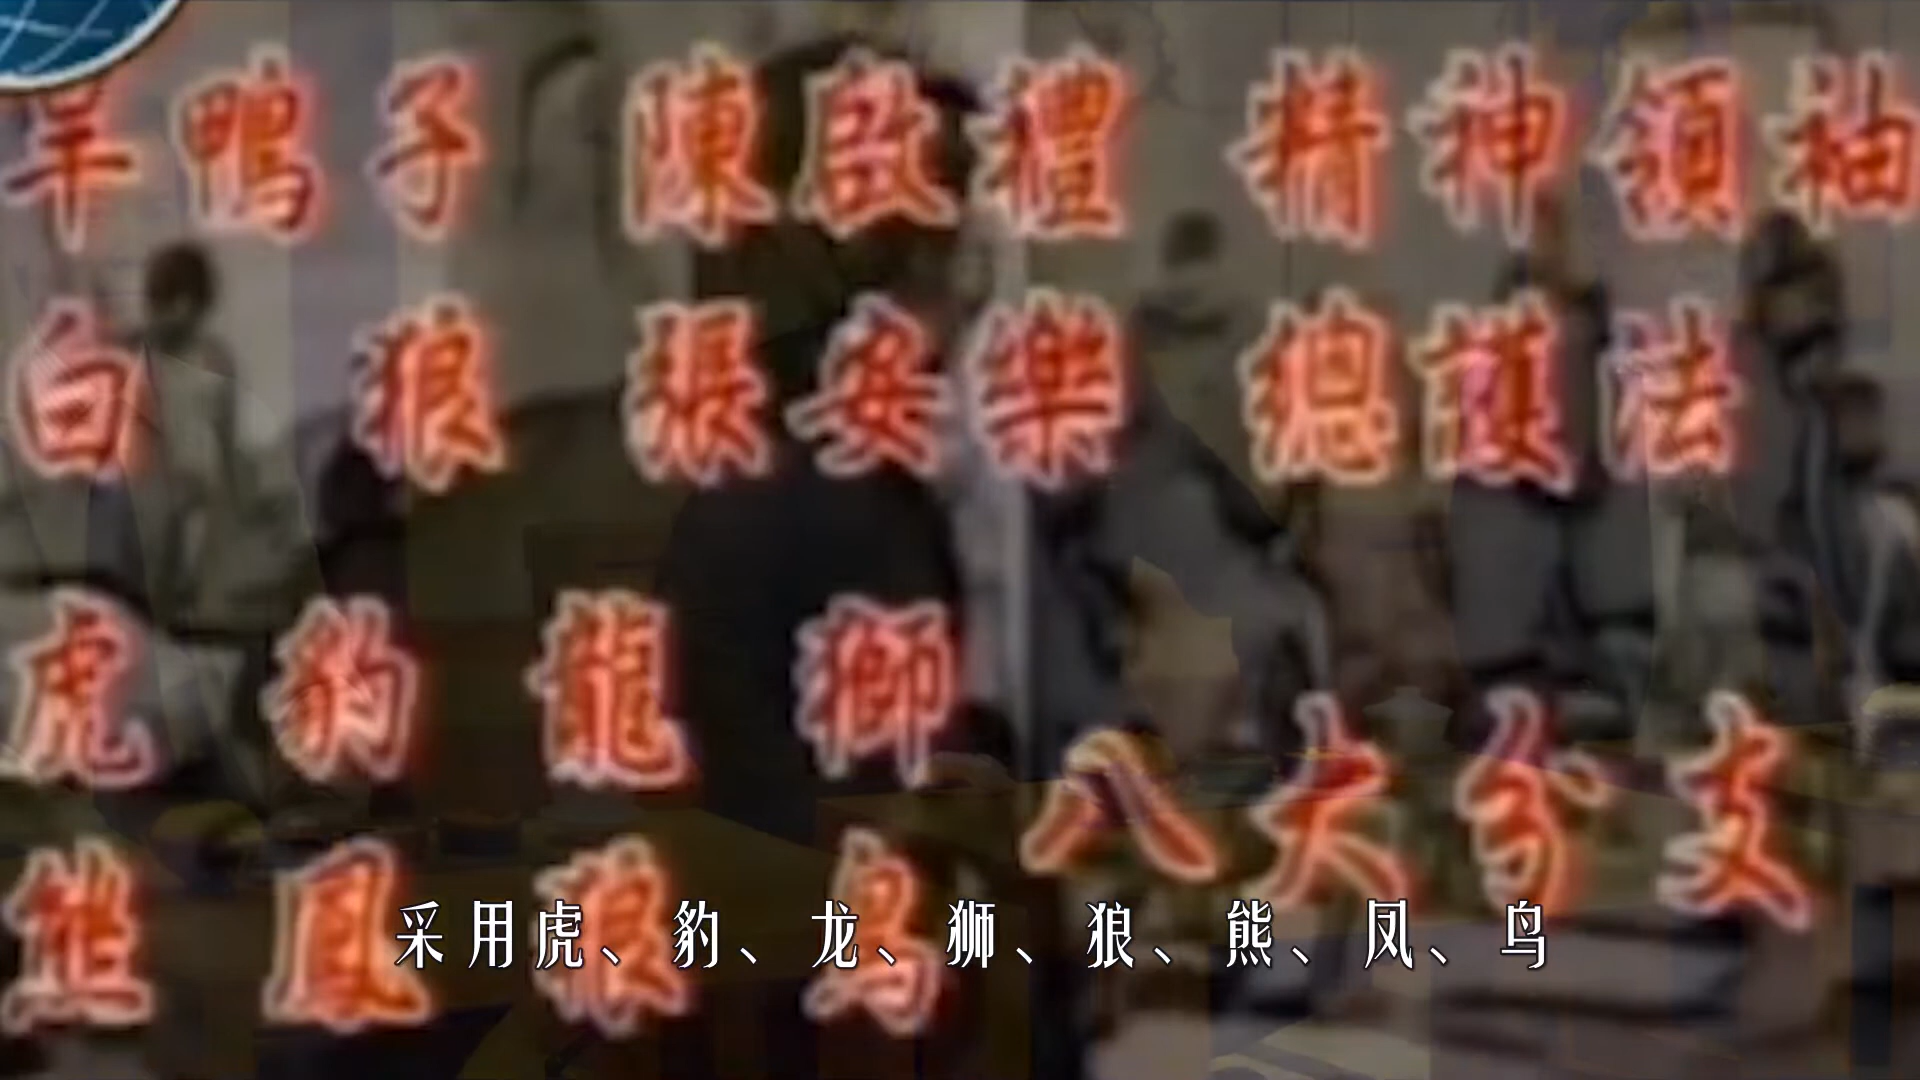 羊鴨子 陳啟禮 精神領袖
白狼 張安樂 總護法
虎豹龍獅
八大分支
熊鳳狼鳥
采用虎、豹、龙、狮、狼、熊、凤、鸟